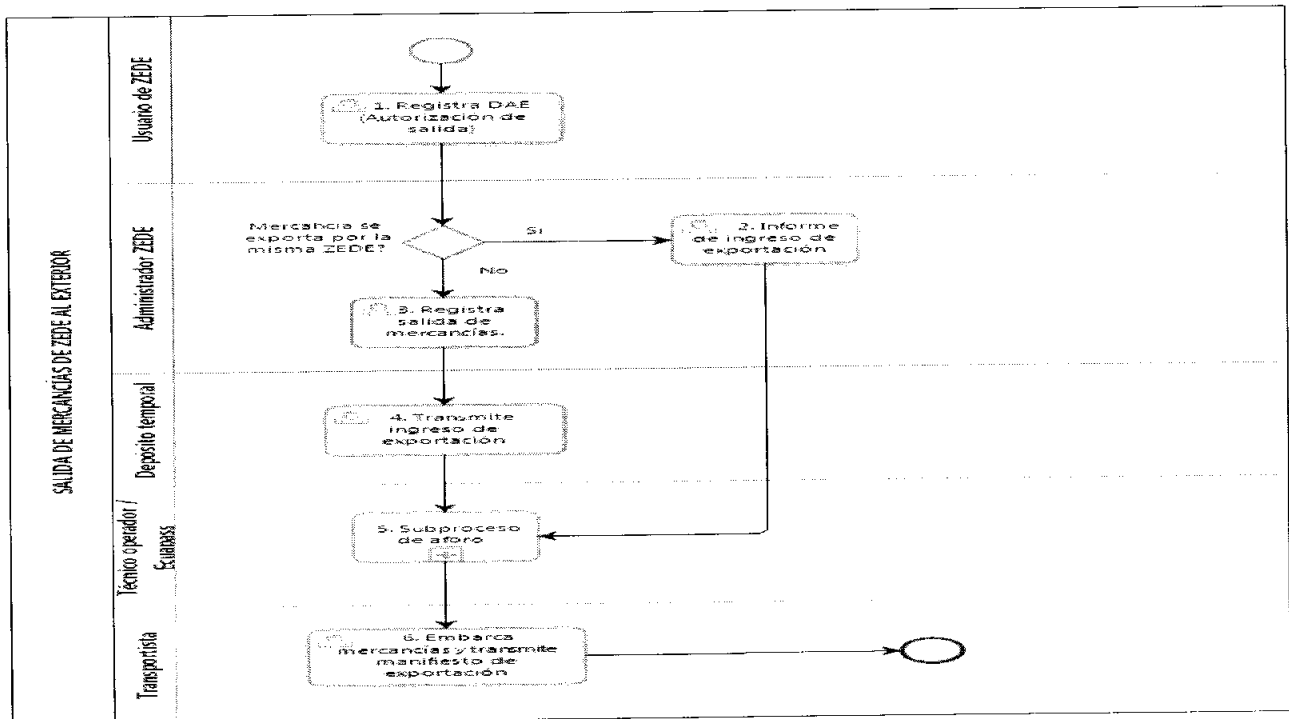 SALIDA DE MERCANCÍAS DE ZEDE AL EXTERIOR
Usuario de ZEDE
1. Registra DAE
(Autorización de
salida)
Administrador ZEDE
Mercancia se
exporta por la
misma ZEDE?
Si
2. Informe
de ingreso de
exportación
No
3. Registra
salida de
mercancías.
Depósito temporal
4. Transmite
ingreso de
exportación
Técnico operador /
Ecuapass
5. Subproceso
de aforo
Transportista
6. Embarca
mercancías y transmite
manifiesto de
exportación